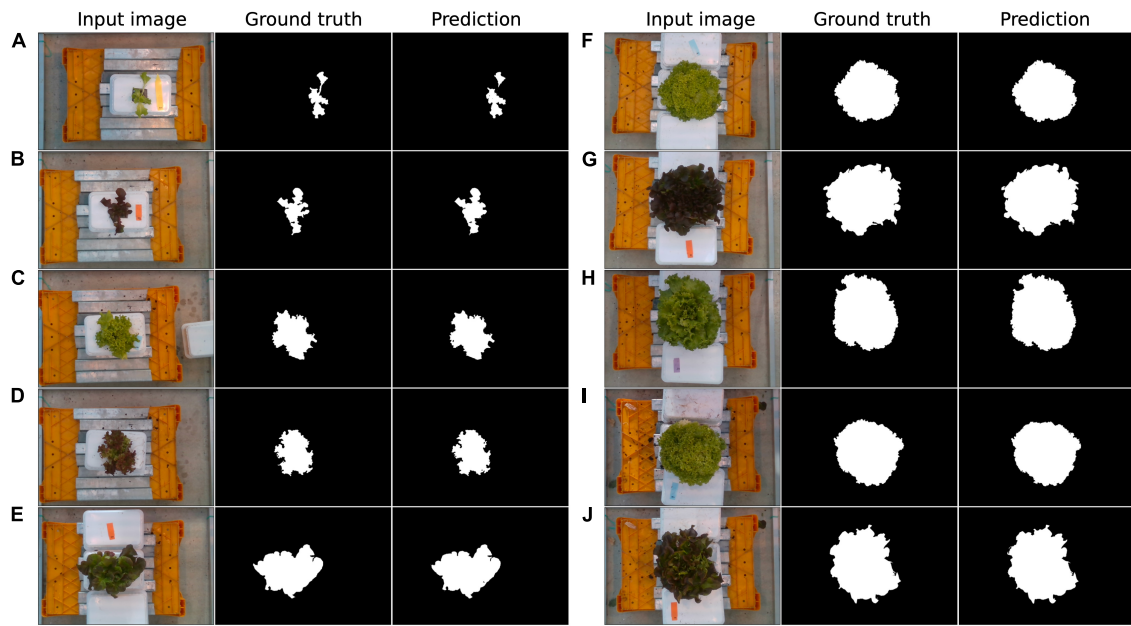 Input image Ground truth Prediction Input image Ground truth Prediction
A F
B G
C H
D I
E J